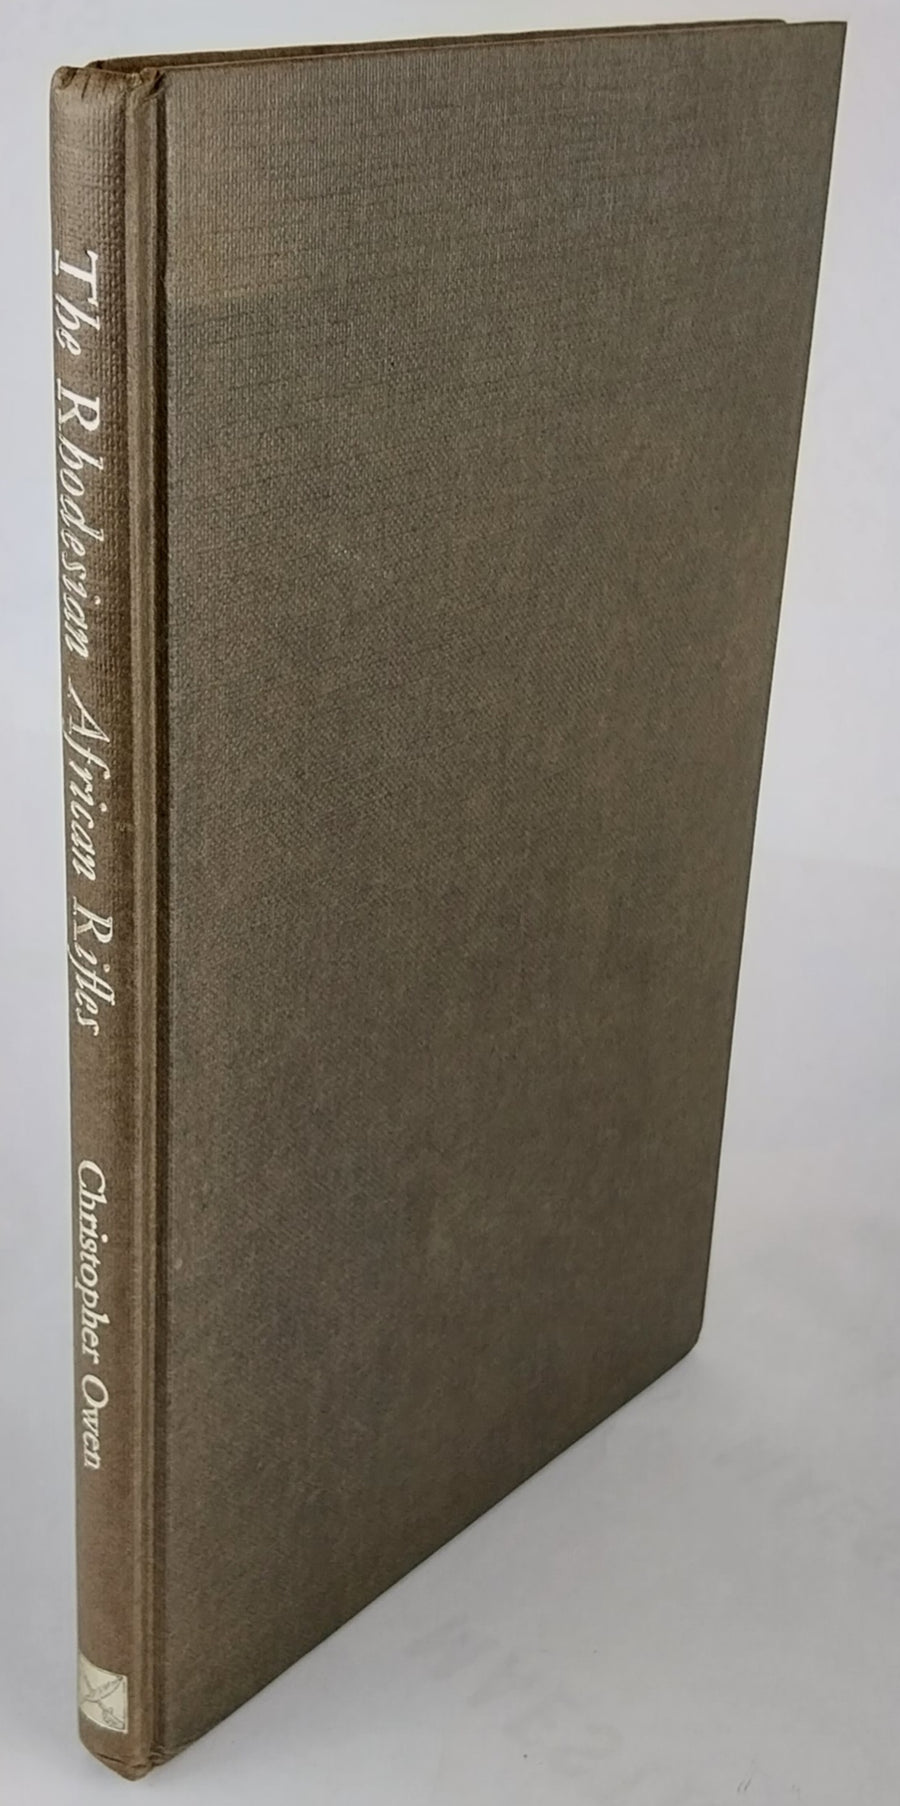 The Rhodesian African Rifles
Christopher Owen